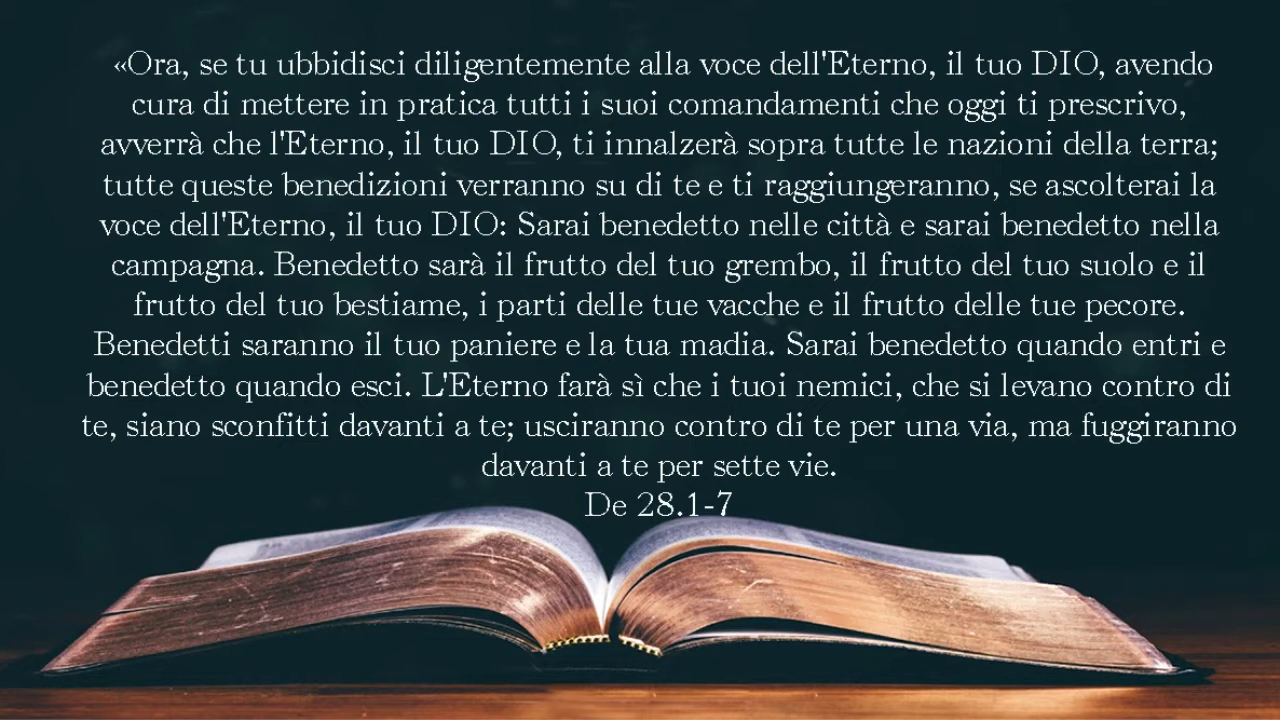 «Ora, se tu ubbidisci diligentemente alla voce dell'Eterno, il tuo DIO, avendo
cura di mettere in pratica tutti i suoi comandamenti che oggi ti prescrivo,
avverrà che l'Eterno, il tuo DIO, ti innalzerà sopra tutte le nazioni della terra;
tutte queste benedizioni verranno su di te e ti raggiungeranno, se ascolterai la
voce dell'Eterno, il tuo DIO: Sarai benedetto nelle città e sarai benedetto nella
campagna. Benedetto sarà il frutto del tuo grembo, il frutto del tuo suolo e il
frutto del tuo bestiame, i parti delle tue vacche e il frutto delle tue pecore.
Benedetti saranno il tuo paniere e la tua madia. Sarai benedetto quando entri e
benedetto quando esci. L'Eterno farà sì che i tuoi nemici, che si levano contro di
te, siano sconfitti davanti a te; usciranno contro di te per una via, ma fuggiranno
davanti a te per sette vie.
De 28.1-7